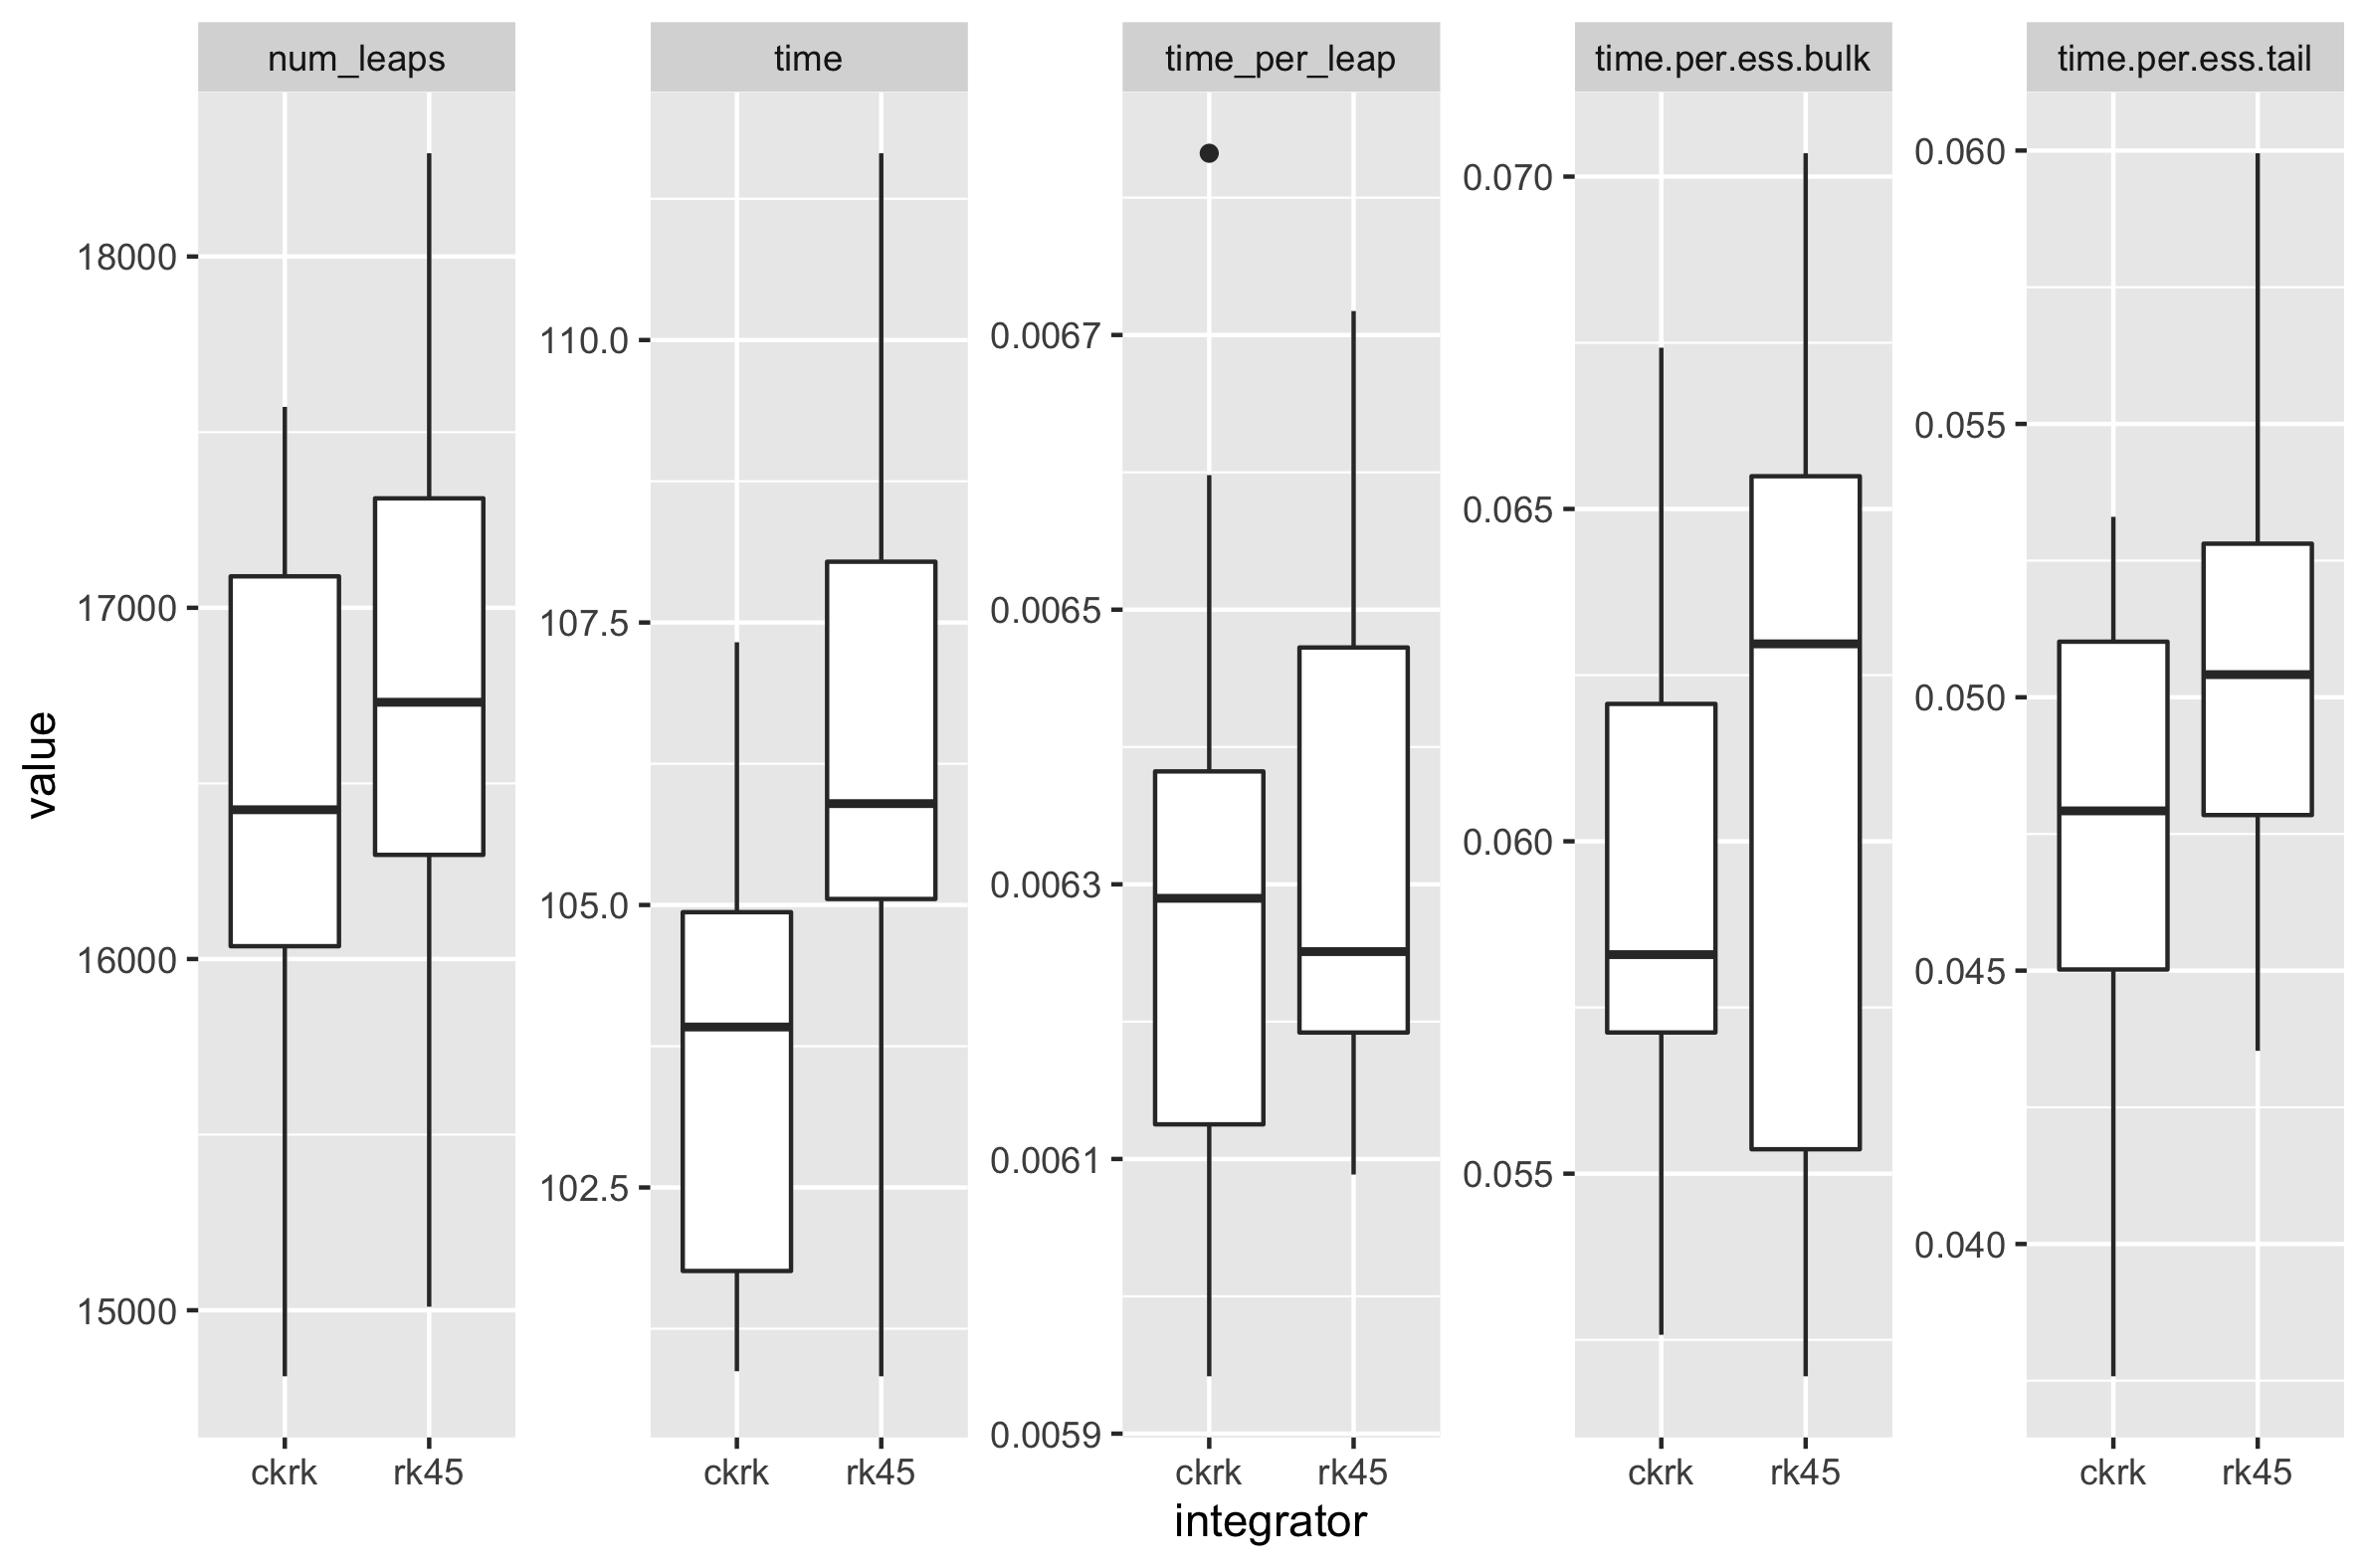 num_leaps
time
time_per_leap
time.per.ess.bulk
time.per.ess.tail
value
18000
17000
16000
15000
110.0
107.5
105.0
102.5
0.0067
0.0065
0.0063
0.0061
0.0059
0.070
0.065
0.060
0.055
0.060
0.055
0.050
0.045
0.040
ckrk rk45
ckrk rk45
ckrk rk45
ckrk rk45
ckrk rk45
integrator